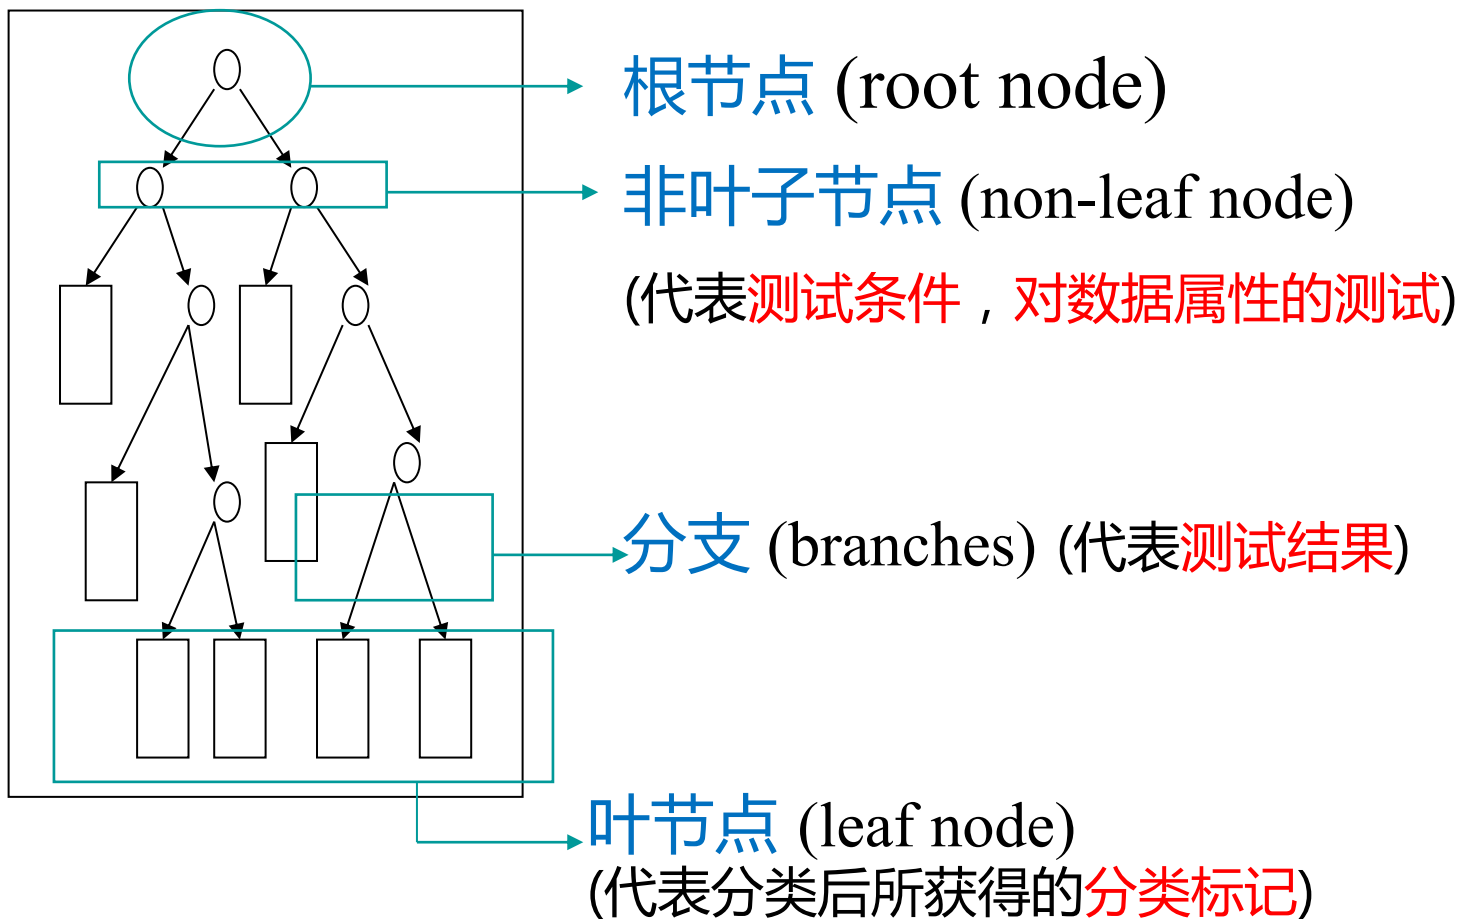 根节点 (root node)
非叶子节点 (non-leaf node)
(代表测试条件，对数据属性的测试)
分支 (branches) (代表测试结果)
叶节点 (leaf node)
(代表分类后所获得的分类标记)